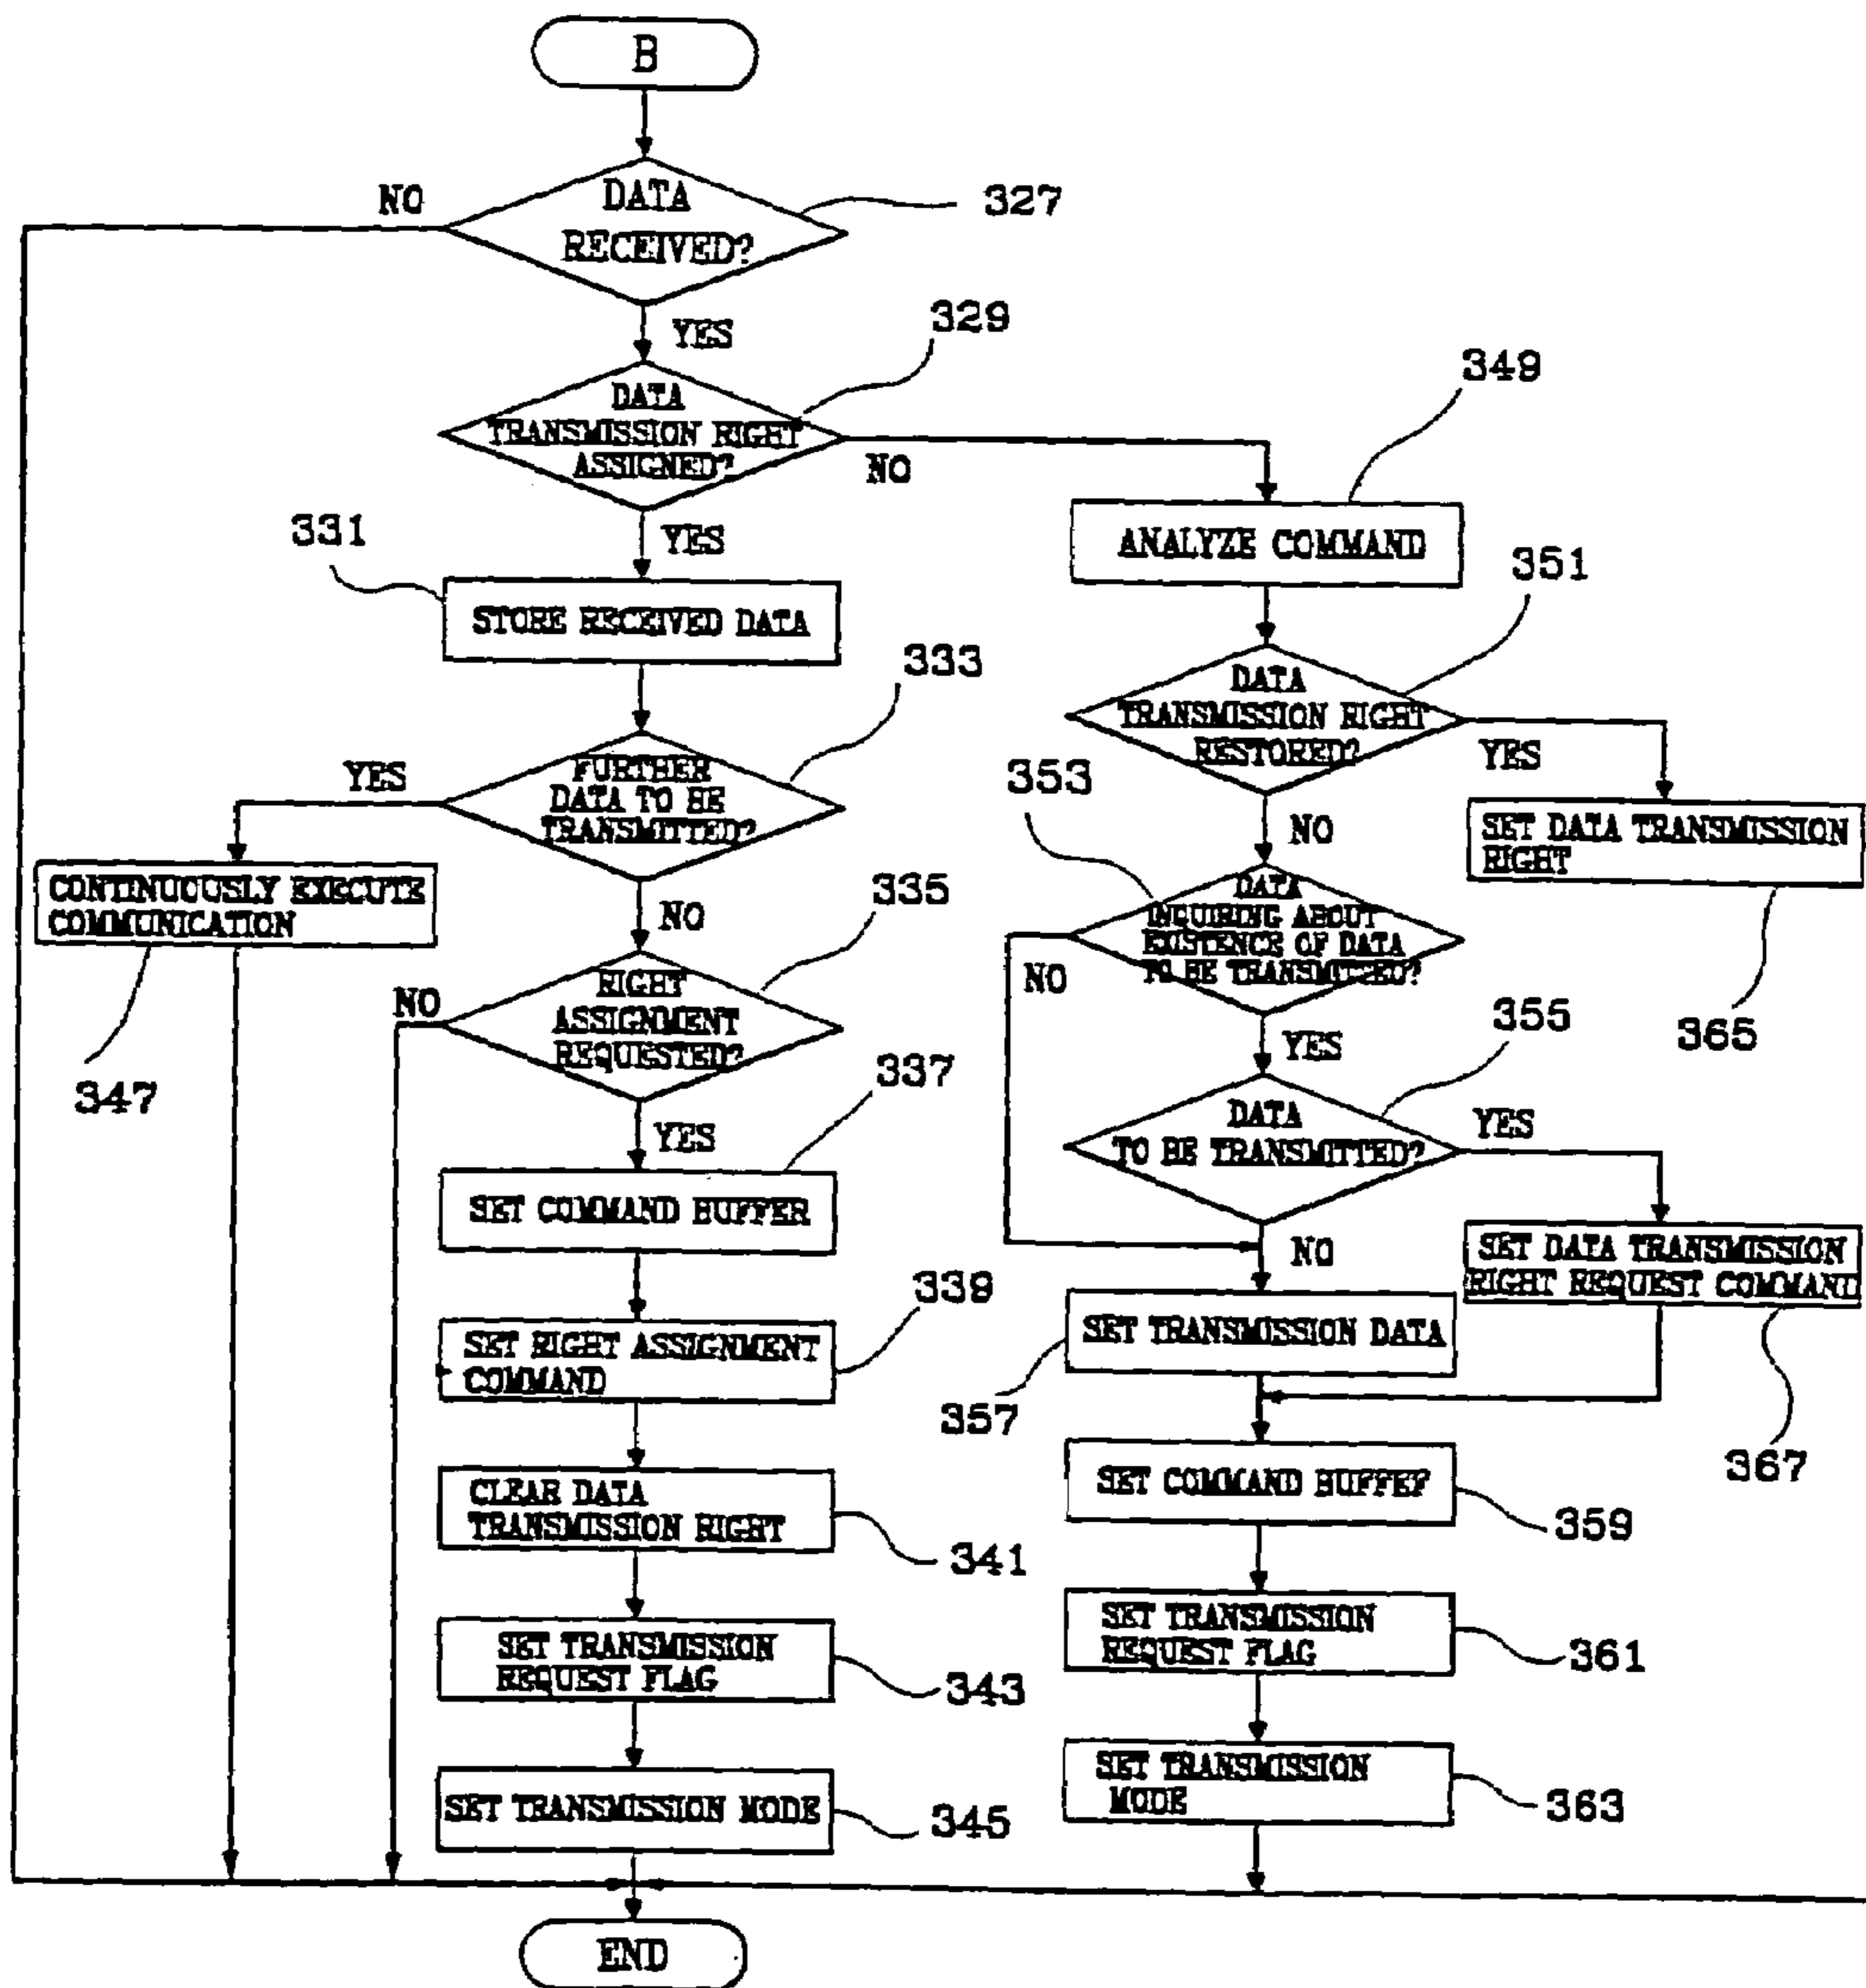 B
DATA
RECEIVED?
NO
327
YES
DATA
TRANSMISSION RIGHT
ASSIGNED?
329
NO
349
YES
331
STORE RECEIVED DATA
ANALYZE COMMAND
351
333
FURTHER
DATA TO BE
TRANSMITTED?
YES
DATA
TRANSMISSION RIGHT
RESTORED?
YES
353
NO
SET DATA TRANSMISSION
RIGHT
365
CONTINUOUSLY EXECUTE
COMMUNICATION
347
NO
335
DATA
INQUIRING ABOUT
EXISTENCE OF DATA
TO BE TRANSMITTED?
NO
RIGHT
ASSIGNMENT
REQUESTED?
NO
YES
355
337
YES
DATA
TO BE TRANSMITTED?
YES
SET COMMAND BUFFER
NO
SET DATA TRANSMISSION
RIGHT REQUEST COMMAND
367
339
SET RIGHT ASSIGNMENT
COMMAND
SET TRANSMISSION DATA
357
CLEAR DATA
TRANSMISSION RIGHT
341
SET COMMAND BUFFEF
359
SET TRANSMISSION
REQUEST FLAG
343
SET TRANSMISSION
REQUEST FLAG
361
SET TRANSMISSION MODE
345
SET TRANSMISSION
MODE
363
END